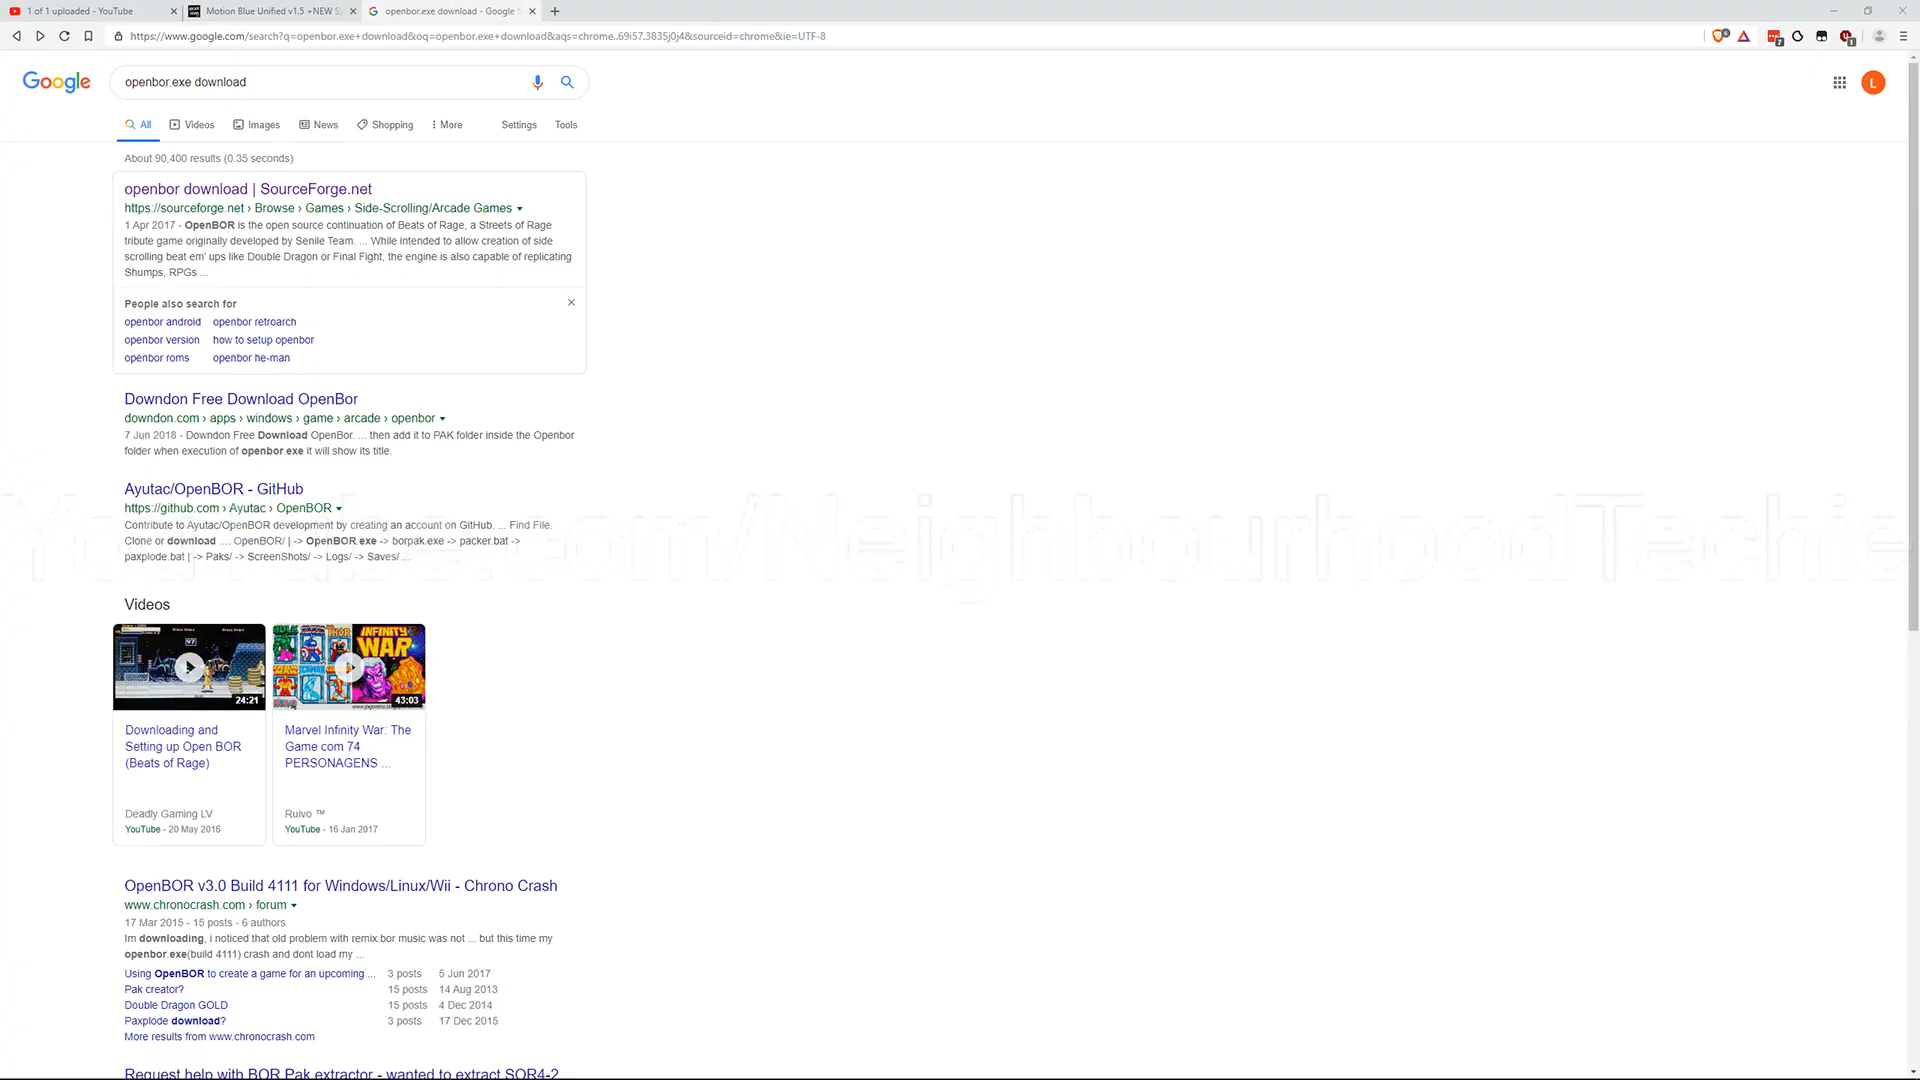 1 of 1 uploaded - YouTube
Motion Blue Unified v1.5 +NEW S
openbor.exe download - Google S
https://www.google.com/search?q=openbor.exe+download&oq=openbor.exe+download&aqs=chrome..69i57.3835j0j4&sourceid=chrome&ie=UTF-8
Google
openbor.exe download
L
All Videos Images News Shopping More Settings Tools
About 90,400 results (0.35 seconds)
openbor download | SourceForge.net
https://sourceforge.net › Browse › Games › Side-Scrolling/Arcade Games
1 Apr 2017 - OpenBOR is the open source continuation of Beats of Rage, a Streets of Rage
tribute game originally developed by Senile Team. ... While intended to allow creation of side
scrolling beat em' ups like Double Dragon or Final Fight, the engine is also capable of replicating
Shumps, RPGs ...
People also search for
openbor android openbor retroarch
openbor version how to setup openbor
openbor roms openbor he-man
Downdon Free Download OpenBor
downdon.com › apps › windows › game › arcade › openbor
7 Jun 2018 - Downdon Free Download OpenBor. ... then add it to PAK folder inside the Openbor
folder when execution of openbor.exe it will show its title.
Ayutac/OpenBOR - GitHub
https://github.com › Ayutac › OpenBOR
Contribute to Ayutac/OpenBOR development by creating an account on GitHub. ... Find File.
Clone or download .... OpenBOR/ | -> OpenBOR.exe -> borpak.exe -> packer.bat ->
paxplode.bat | -> Paks/ -> ScreenShots/ -> Logs/ -> Saves/ ...
YouTube.com/NeighbourhoodTechie
Videos
97
INFINITY
WAR
THOR
24:21
43:03
Downloading and
Setting up Open BOR
(Beats of Rage)
Deadly Gaming LV
YouTube - 20 May 2016
Marvel Infinity War: The
Game com 74
PERSONAGENS ...
Ruivo ™
YouTube - 16 Jan 2017
OpenBOR v3.0 Build 4111 for Windows/Linux/Wii - Chrono Crash
www.chronocrash.com › forum
17 Mar 2015 - 15 posts - 6 authors
Im downloading, i noticed that old problem with remix.bor music was not ... but this time my
openbor.exe(build 4111) crash and dont load my ...
Using OpenBOR to create a game for an upcoming ... 3 posts 5 Jun 2017
Pak creator? 15 posts 14 Aug 2013
Double Dragon GOLD 15 posts 4 Dec 2014
Paxplode download? 3 posts 17 Dec 2015
More results from www.chronocrash.com
Request help with BOR Pak extractor - wanted to extract SOR4-2